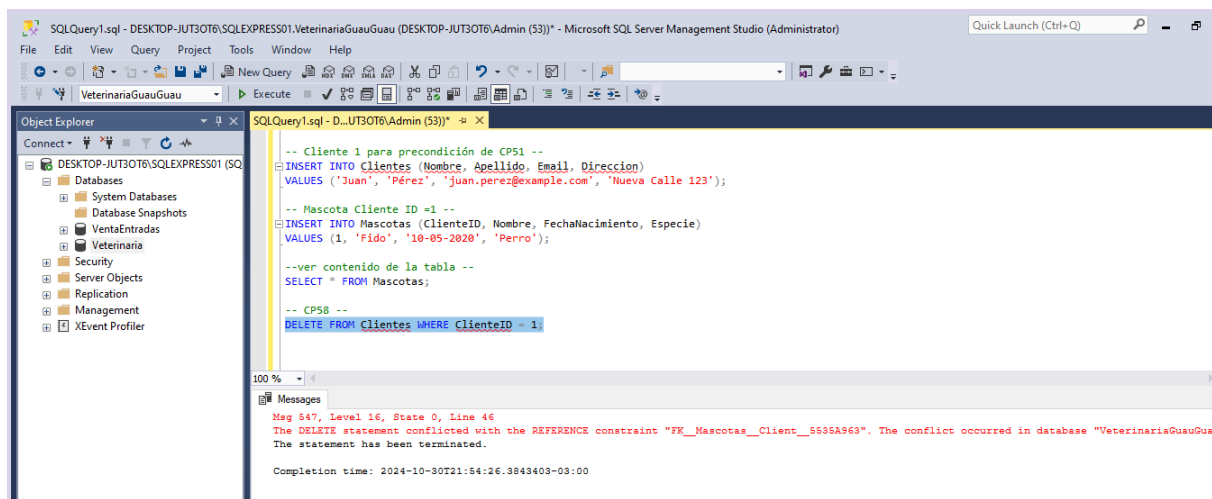 SQLQuery1.sql - DESKTOP-JUT3OT6\SQLEXPRESS01.VeterinariaGuauGuau (DESKTOP-JUT3OT6\Admin (53))* - Microsoft SQL Server Management Studio (Administrator)
Quick Launch (Ctrl+Q)
File Edit View Query Project Tools Window Help
New Query MDX DMX XMLA DAX
VeterinariaGuauGuau Execute
Object Explorer
SQLQuery1.sql - D...UT3OT6\Admin (53))*
Connect
DESKTOP-JUT3OT6\SQLEXPRESS01 (SQ
Databases
System Databases
Database Snapshots
VentaEntradas
Veterinaria
Security
Server Objects
Replication
Management
XEvent Profiler
-- Cliente 1 para precondición de CP51 --
INSERT INTO Clientes (Nombre, Apellido, Email, Direccion)
VALUES ('Juan', 'Pérez', 'juan.perez@example.com', 'Nueva Calle 123');
-- Mascota Cliente ID =1 --
INSERT INTO Mascotas (ClienteID, Nombre, FechaNacimiento, Especie)
VALUES (1, 'Fido', '10-05-2020', 'Perro');
--ver contenido de la tabla --
SELECT * FROM Mascotas;
-- CP58 --
DELETE FROM Clientes WHERE ClienteID = 1;
100 %
Messages
Msg 547, Level 16, State 0, Line 46
The DELETE statement conflicted with the REFERENCE constraint "FK__Mascotas__Client__5535A963". The conflict occurred in database "VeterinariaGuauGua
The statement has been terminated.
Completion time: 2024-10-30T21:54:26.3843403-03:00